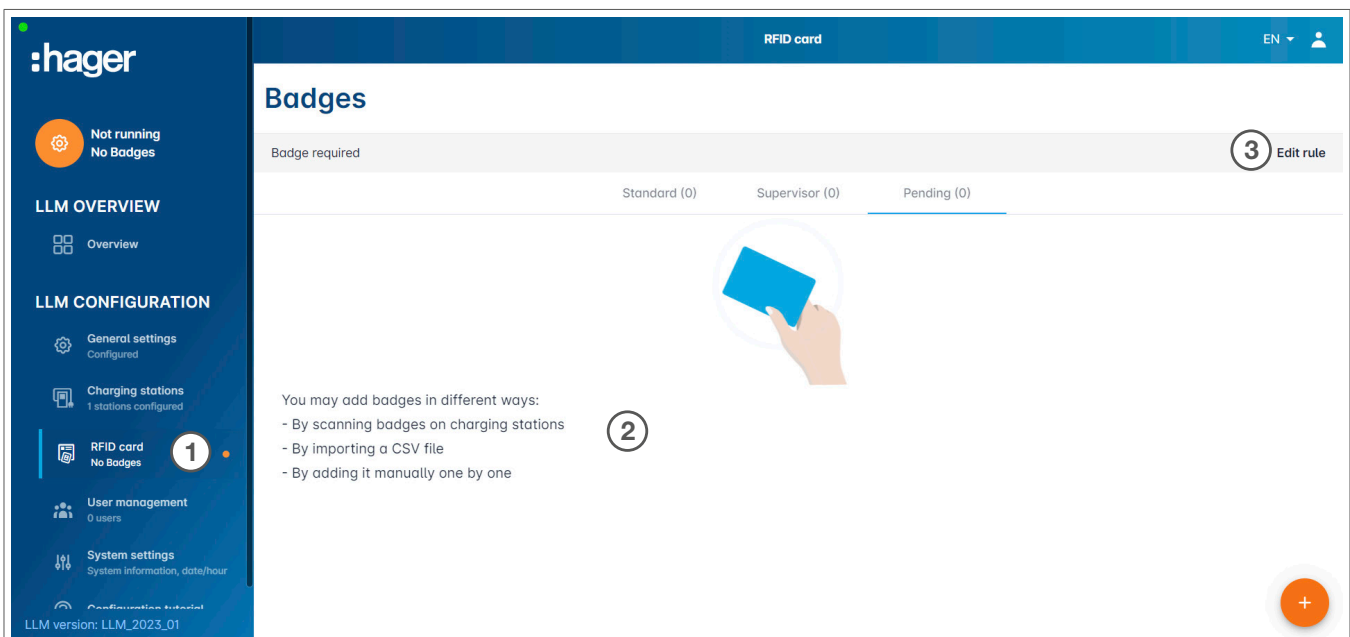 :hager
RFID card
EN
Badges
Not running
No Badges
Badge required
3
Edit rule
Standard (0)
Supervisor (0)
Pending (0)
LLM OVERVIEW
Overview
LLM CONFIGURATION
General settings
Configured
Charging stations
1 stations configured
RFID card
No Badges
1
User management
0 users
System settings
System information, date/hour
Configuration tutorial
LLM version: LLM_2023_01
You may add badges in different ways:
- By scanning badges on charging stations
- By importing a CSV file
- By adding it manually one by one
2
+